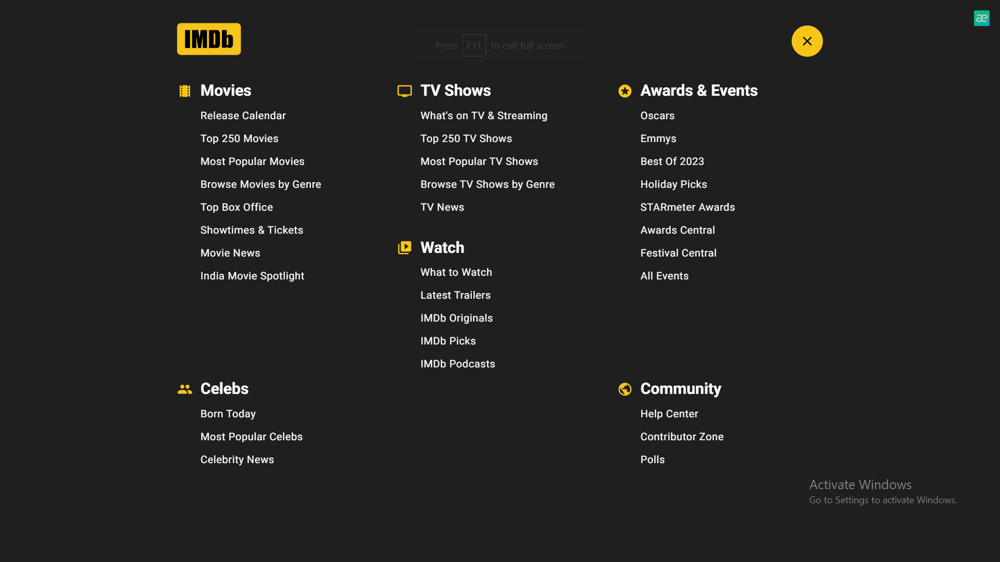 IMDb
Press F11 to exit full screen
æ
Movies
Release Calendar
Top 250 Movies
Most Popular Movies
Browse Movies by Genre
Top Box Office
Showtimes & Tickets
Movie News
India Movie Spotlight
TV Shows
What's on TV & Streaming
Top 250 TV Shows
Most Popular TV Shows
Browse TV Shows by Genre
TV News
Watch
What to Watch
Latest Trailers
IMDb Originals
IMDb Picks
IMDb Podcasts
Awards & Events
Oscars
Emmys
Best Of 2023
Holiday Picks
STARmeter Awards
Awards Central
Festival Central
All Events
Celebs
Born Today
Most Popular Celebs
Celebrity News
Community
Help Center
Contributor Zone
Polls
Activate Windows
Go to Settings to activate Windows.